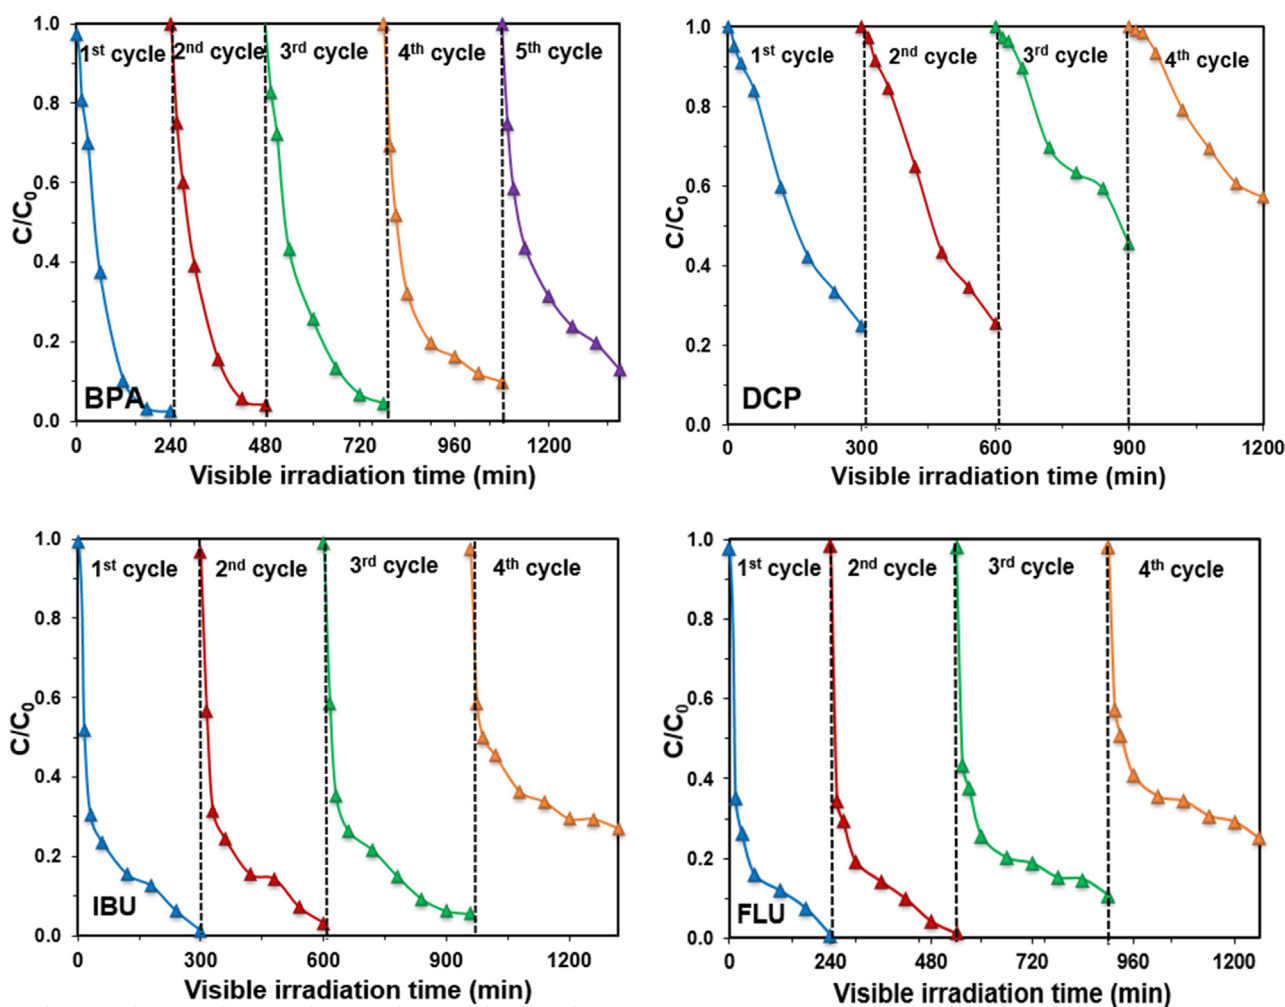 1.0
0.8
0.6
0.4
0.2
0.0
C/C₀
1ˢᵗ cycle
2ⁿᵈ cycle
3ʳᵈ cycle
4ᵗʰ cycle
5ᵗʰ cycle
BPA
0 240 480 720 960 1200
Visible irradiation time (min)
1.0
0.8
0.6
0.4
0.2
0.0
C/C₀
1ˢᵗ cycle
2ⁿᵈ cycle
3ʳᵈ cycle
4ᵗʰ cycle
DCP
0 300 600 900 1200
Visible irradiation time (min)
1.0
0.8
0.6
0.4
0.2
0.0
C/C₀
1ˢᵗ cycle
2ⁿᵈ cycle
3ʳᵈ cycle
4ᵗʰ cycle
IBU
0 300 600 900 1200
Visible irradiation time (min)
1.0
0.8
0.6
0.4
0.2
0.0
C/C₀
1ˢᵗ cycle
2ⁿᵈ cycle
3ʳᵈ cycle
4ᵗʰ cycle
FLU
0 240 480 720 960 1200
Visible irradiation time (min)